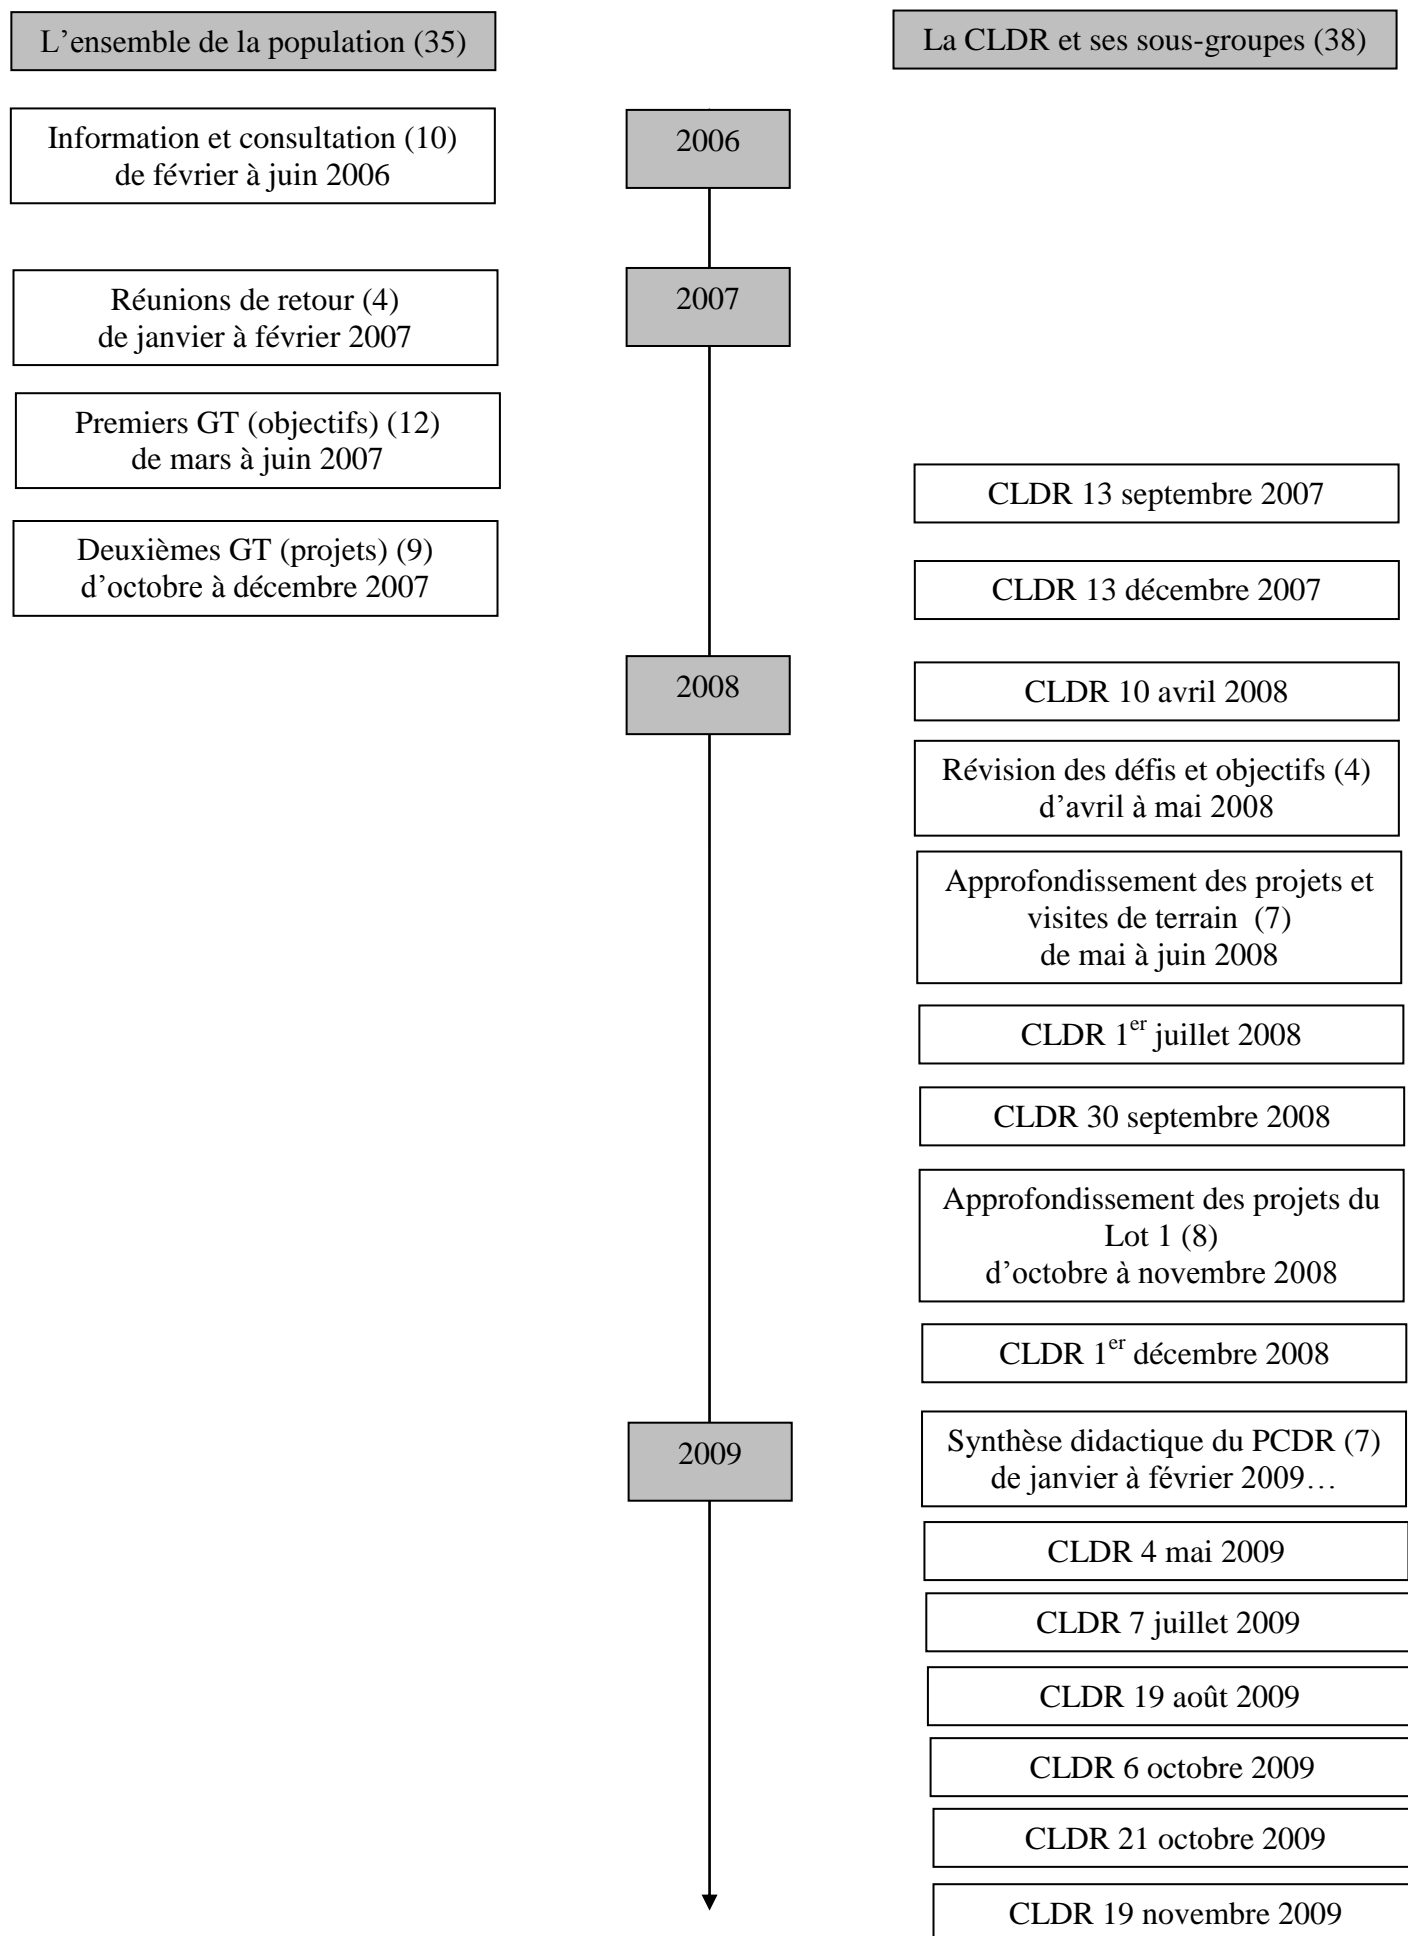 L’ensemble de la population (35)
La CLDR et ses sous-groupes (38)
Information et consultation (10)
de février à juin 2006
2006
Réunions de retour (4)
de janvier à février 2007
2007
Premiers GT (objectifs) (12)
de mars à juin 2007
CLDR 13 septembre 2007
Deuxièmes GT (projets) (9)
d’octobre à décembre 2007
CLDR 13 décembre 2007
2008
CLDR 10 avril 2008
Révision des défis et objectifs (4)
d’avril à mai 2008
Approfondissement des projets et
visites de terrain (7)
de mai à juin 2008
CLDR 1er juillet 2008
CLDR 30 septembre 2008
Approfondissement des projets du
Lot 1 (8)
d’octobre à novembre 2008
CLDR 1er décembre 2008
2009
Synthèse didactique du PCDR (7)
de janvier à février 2009…
CLDR 4 mai 2009
CLDR 7 juillet 2009
CLDR 19 août 2009
CLDR 6 octobre 2009
CLDR 21 octobre 2009
CLDR 19 novembre 2009